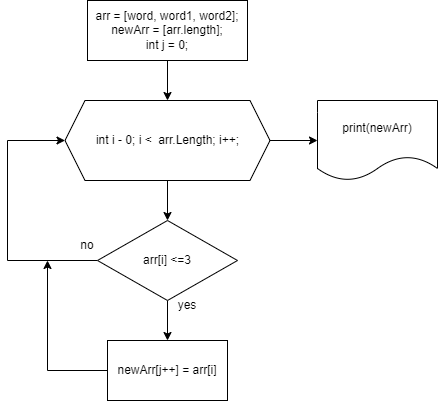 arr = [word, word1, word2];
newArr = [arr.length];
int j = 0;
int i - 0; i < arr.Length; i++;
print(newArr)
arr[i] <=3
no
yes
newArr[j++] = arr[i]